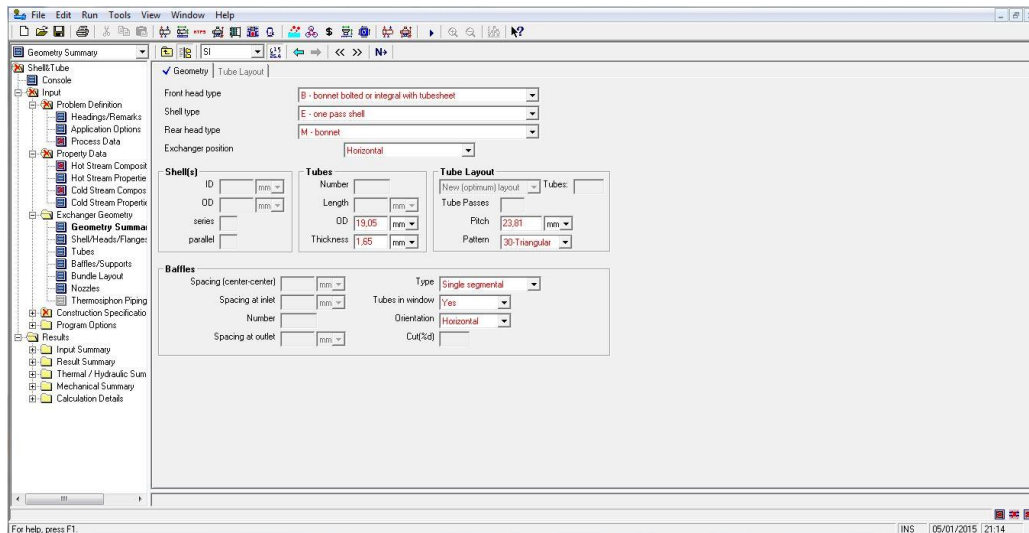 File Edit Run Tools View Window Help
Geometry Summary
SI
Shell&Tube
Console
Input
Problem Definition
Headings/Remarks
Application Options
Process Data
Property Data
Hot Stream Composit
Hot Stream Propertie
Cold Stream Compos
Cold Stream Propertie
Exchanger Geometry
Geometry Summar
Shell/Heads/Flange:
Tubes
Baffles/Supports
Bundle Layout
Nozzles
Thermosiphon Piping
Construction Specificatio
Program Options
Results
Input Summary
Result Summary
Thermal / Hydraulic Sum
Mechanical Summary
Calculation Details
Geometry Tube Layout
Front head type B - bonnet bolted or integral with tubesheet
Shell type E - one pass shell
Rear head type M - bonnet
Exchanger position Horizontal
Shell(s)
ID mm
OD mm
series
parallel
Tubes
Number
Length mm
OD 19,05 mm
Thickness 1,65 mm
Tube Layout
New (optimum) layout Tubes:
Tube Passes
Pitch 23,81 mm
Pattern 30-Triangular
Baffles
Spacing (center-center) mm Type Single segmental
Spacing at inlet mm Tubes in window Yes
Number Orientation Horizontal
Spacing at outlet mm Cut(%d)
For help, press F1.
INS 05/01/2015 21:14